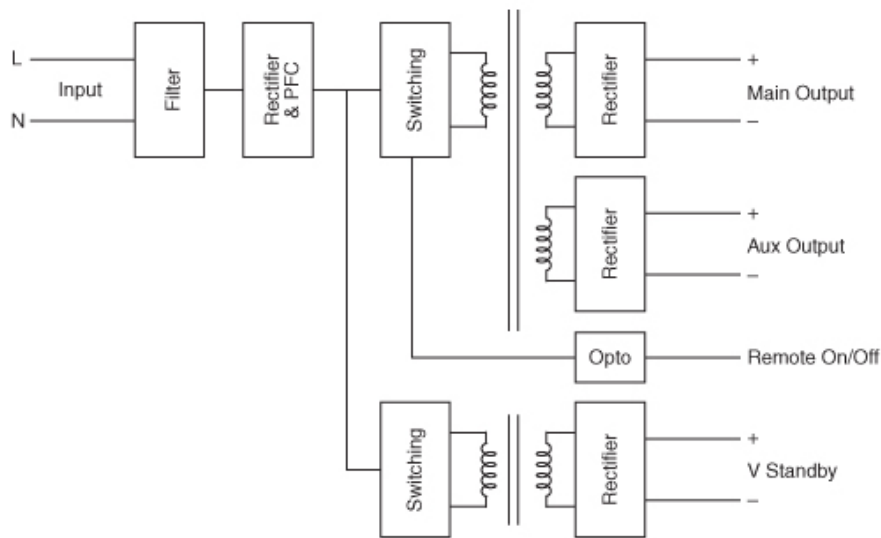 L
Input
N
Filter
Rectifier
& PFC
Switching
Rectifier
+
Main Output
–
Rectifier
+
Aux Output
–
Opto
Remote On/Off
Switching
Rectifier
+
V Standby
–